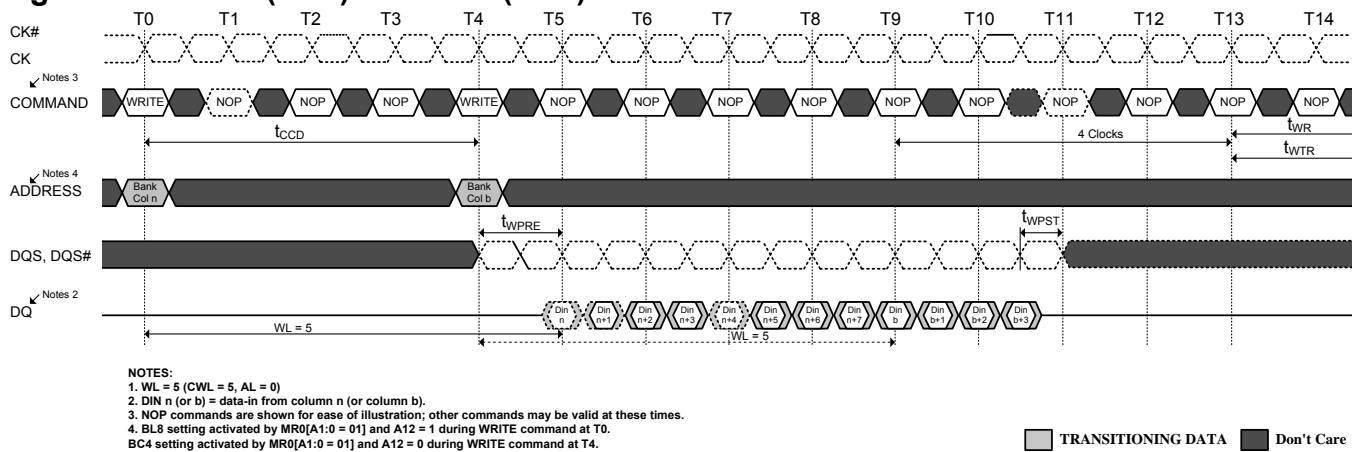 T0 T1 T2 T3 T4 T5 T6 T7 T8 T9 T10 T11 T12 T13 T14
CK#
CK
Notes 3
COMMAND WRITE NOP NOP NOP WRITE NOP NOP NOP NOP NOP NOP NOP NOP NOP NOP
tCCD 4 Clocks tWR
tWTR
Notes 4
ADDRESS
Bank Col n
Bank Col b
tWPRE tWPST
DQS, DQS#
Notes 2
DQ
Din n
Din n+1
Din n+2
Din n+3
Din n+4
Din n+5
Din n+6
Din n+7
Din b
Din b+1
Din b+2
Din b+3
WL = 5 WL = 5
NOTES:
1. WL = 5 (CWL = 5, AL = 0)
2. DIN n (or b) = data-in from column n (or column b).
3. NOP commands are shown for ease of illustration; other commands may be valid at these times.
4. BL8 setting activated by MR0[A1:0 = 01] and A12 = 1 during WRITE command at T0.
BC4 setting activated by MR0[A1:0 = 01] and A12 = 0 during WRITE command at T4.
TRANSITIONING DATA Don't Care